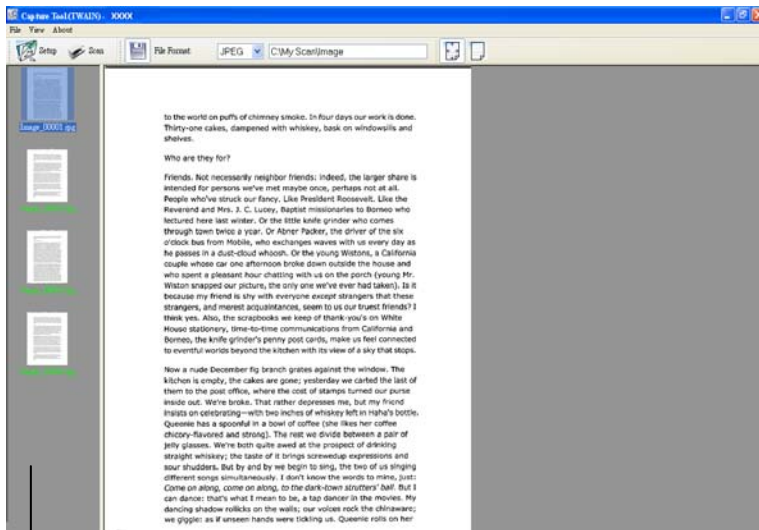 Capture Tool(TWAIN) - XXXX
File View About
Setup Scan File Format JPEG C:\My Scan\Image
Image_00001.jpg
to the world on puffs of chimney smoke. In four days our work is done.
Thirty-one cakes, dampened with whiskey, bask on windowsills and
shelves.
Who are they for?
Friends. Not necessarily neighbor friends: indeed, the larger share is
intended for persons we've met maybe once, perhaps not at all.
People who've struck our fancy. Like President Roosevelt. Like the
Reverend and Mrs. J. C. Lucey, Baptist missionaries to Borneo who
lectured here last winter. Or the little knife grinder who comes
through town twice a year. Or Abner Packer, the driver of the six
o'clock bus from Mobile, who exchanges waves with us every day as
he passes in a dust-cloud whoosh. Or the young Wistons, a California
couple whose car one afternoon broke down outside the house and
who spent a pleasant hour chatting with us on the porch (young Mr.
Wiston snapped our picture, the only one we've ever had taken). Is it
because my friend is shy with everyone except strangers that these
strangers, and merest acquaintances, seem to us our truest friends? I
think yes. Also, the scrapbooks we keep of thank-you's on White
House stationery, time-to-time communications from California and
Borneo, the knife grinder's penny post cards, make us feel connected
to eventful worlds beyond the kitchen with its view of a sky that stops.
Now a nude December fig branch grates against the window. The
kitchen is empty, the cakes are gone; yesterday we carted the last of
them to the post office, where the cost of stamps turned our purse
inside out. We're broke. That rather depresses me, but my friend
insists on celebrating—with two inches of whiskey left in Haha's bottle.
Queenie has a spoonful in a bowl of coffee (she likes her coffee
chicory-flavored and strong). The rest we divide between a pair of
jelly glasses. We're both quite awed at the prospect of drinking
straight whiskey; the taste of it brings screwedup expressions and
sour shudders. But by and by we begin to sing, the two of us singing
different songs simultaneously. I don't know the words to mine, just:
Come on along, come on along, to the dark-town strutters' ball. But I
can dance: that's what I mean to be, a tap dancer in the movies. My
dancing shadow rollicks on the walls; our voices rock the chinaware;
we giggle: as if unseen hands were tickling us. Queenie rolls on her